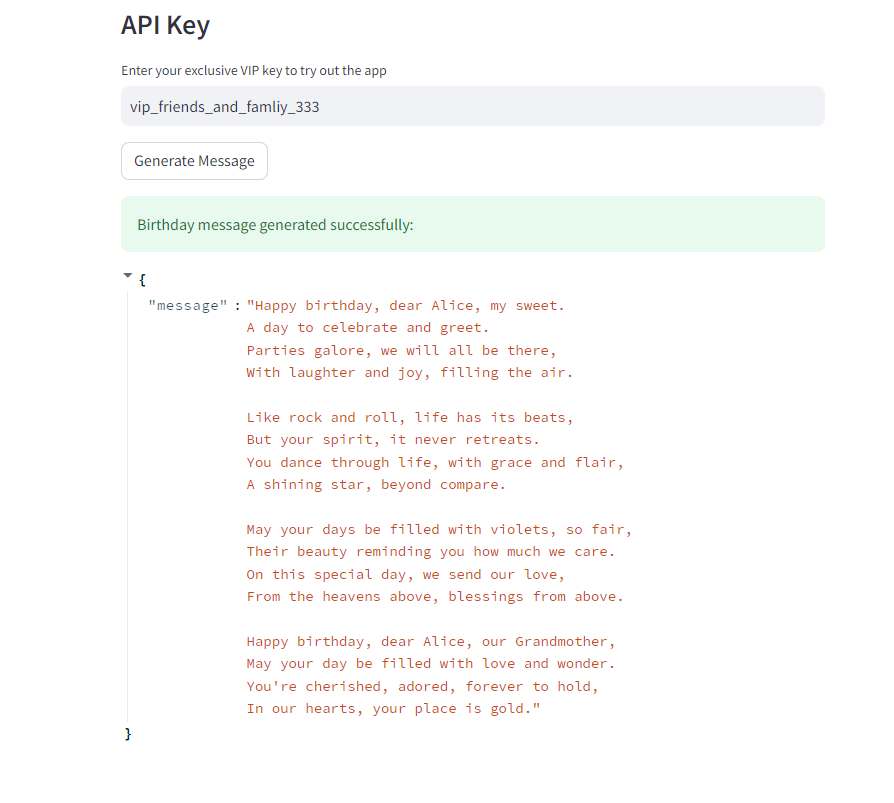 API Key
Enter your exclusive VIP key to try out the app
vip_friends_and_famliy_333
Generate Message
Birthday message generated successfully:
{
"message" : "Happy birthday, dear Alice, my sweet.
A day to celebrate and greet.
Parties galore, we will all be there,
With laughter and joy, filling the air.
Like rock and roll, life has its beats,
But your spirit, it never retreats.
You dance through life, with grace and flair,
A shining star, beyond compare.
May your days be filled with violets, so fair,
Their beauty reminding you how much we care.
On this special day, we send our love,
From the heavens above, blessings from above.
Happy birthday, dear Alice, our Grandmother,
May your day be filled with love and wonder.
You're cherished, adored, forever to hold,
In our hearts, your place is gold."
}